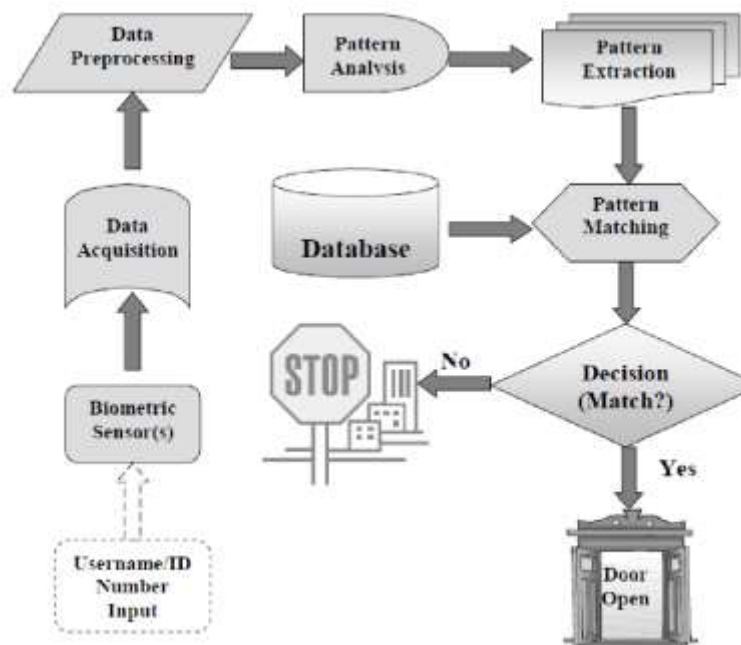 Data
Preprocessing
Pattern
Analysis
Pattern
Extraction
Data
Acquisition
Database
Pattern
Matching
STOP
No
Decision
(Match?)
Biometric
Sensor(s)
Yes
Username/ID
Number
Input
Door
Open